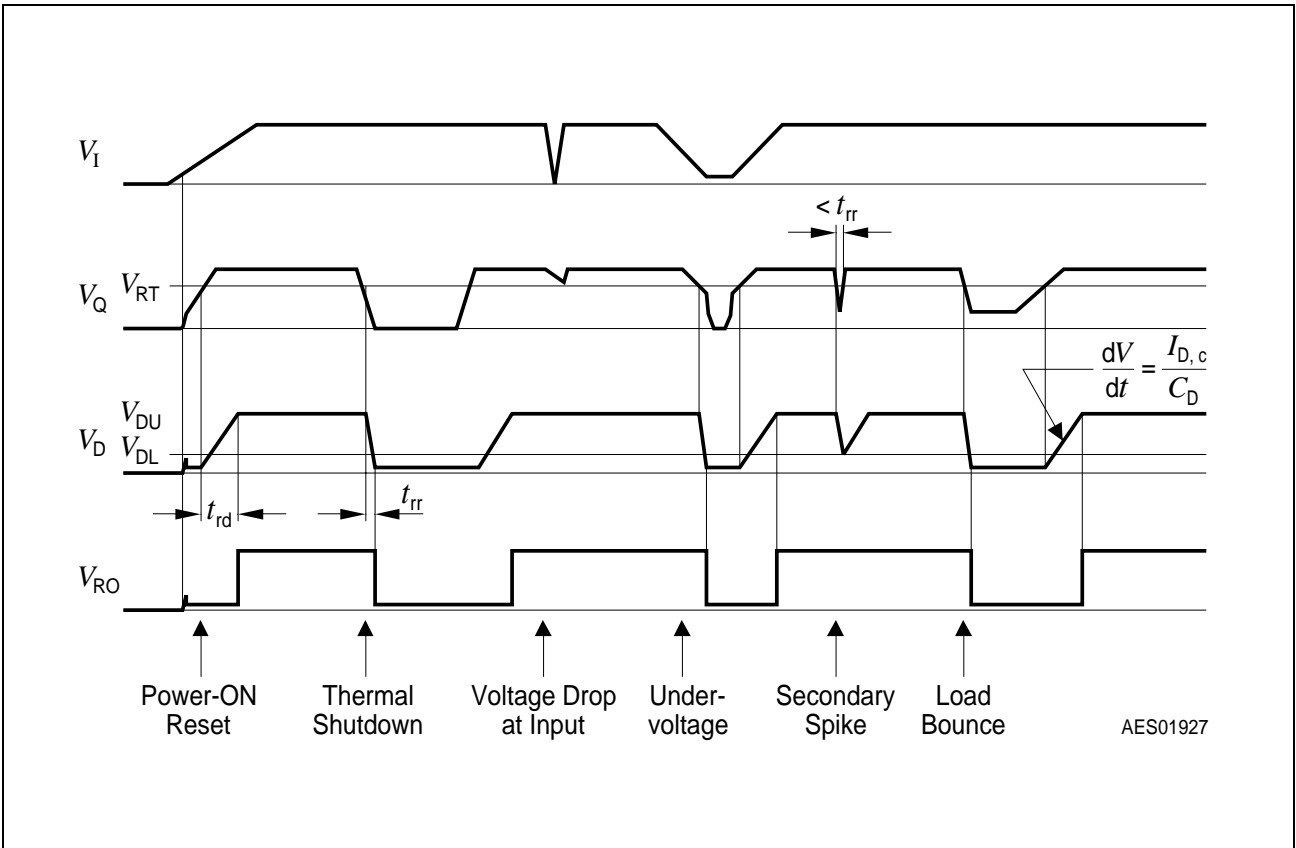 V_I
< t_rr
V_Q V_RT
dV/dt = I_D, c/C_D
V_DU
V_D V_DL
t_rd
t_rr
V_RO
Power-ON
Reset
Thermal
Shutdown
Voltage Drop
at Input
Under-
voltage
Secondary
Spike
Load
Bounce
AES01927